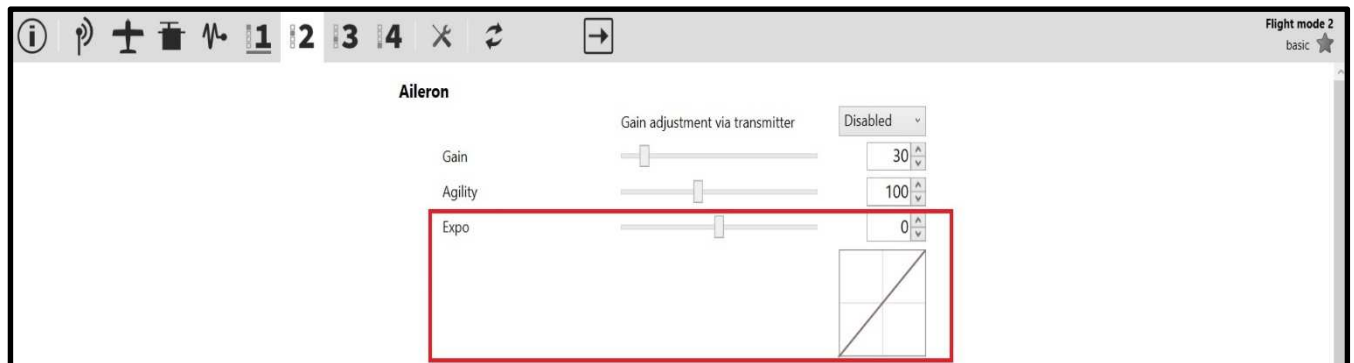 1 2 3 4
Flight mode 2
basic
Aileron
Gain adjustment via transmitter Disabled
Gain 30
Agility 100
Expo 0